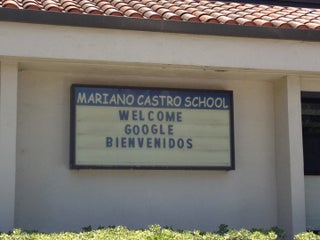 MARIANO CASTRO SCHOOL
WELCOME
GOOGLE
BIENVENIDOS